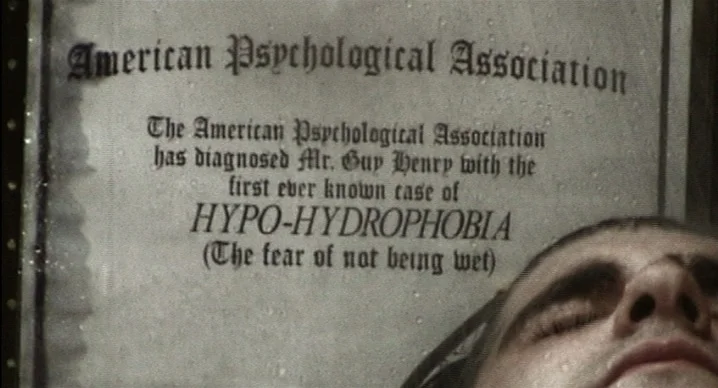 American Psychological Association
The American Psychological Association
has diagnosed Mr. Guy Henry with the
first ever known case of
HYPO-HYDROPHOBIA
(The fear of not being wet)